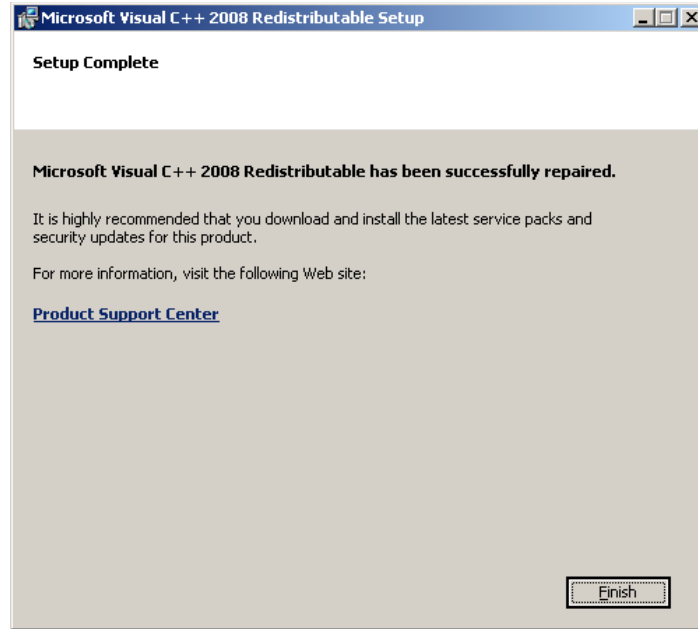 Microsoft Visual C++ 2008 Redistributable Setup
Setup Complete
Microsoft Visual C++ 2008 Redistributable has been successfully repaired.
It is highly recommended that you download and install the latest service packs and
security updates for this product.
For more information, visit the following Web site:
Product Support Center
Finish